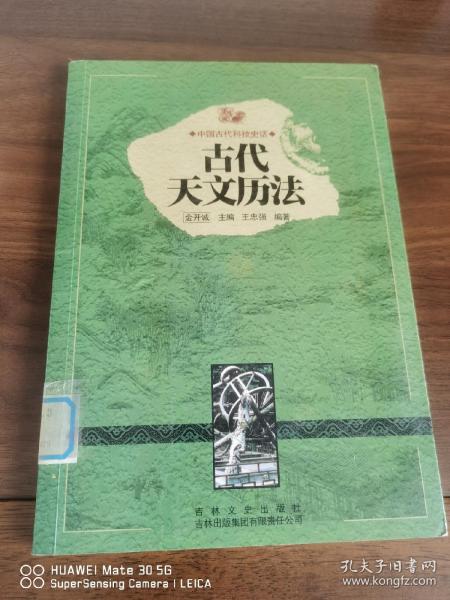 ◆中国古代科技史话◆
古代
天文历法
金开诚 主编 王忠强 编著
吉林文史出版社
吉林出版集团有限责任公司
HUAWEI Mate 30 5G
SuperSensing Camera | LEICA
孔夫子旧书网
www.kongfz.com